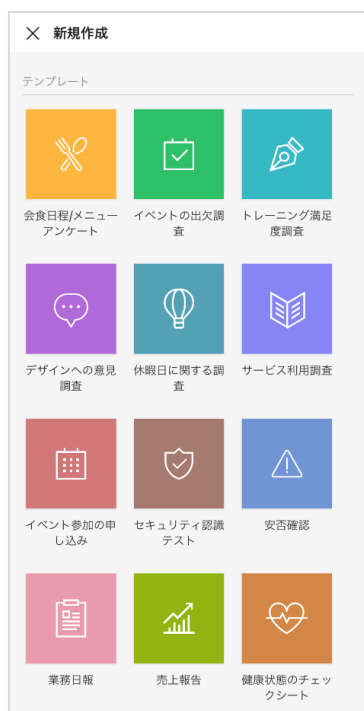 新規作成
テンプレート
会食日程/メニュー
アンケート
イベントの出欠調
査
トレーニング満足
度調査
デザインへの意見
調査
休暇日に関する調
査
サービス利用調査
イベント参加の申
し込み
セキュリティ認識
テスト
安否確認
業務日報
売上報告
健康状態のチェッ
クシート